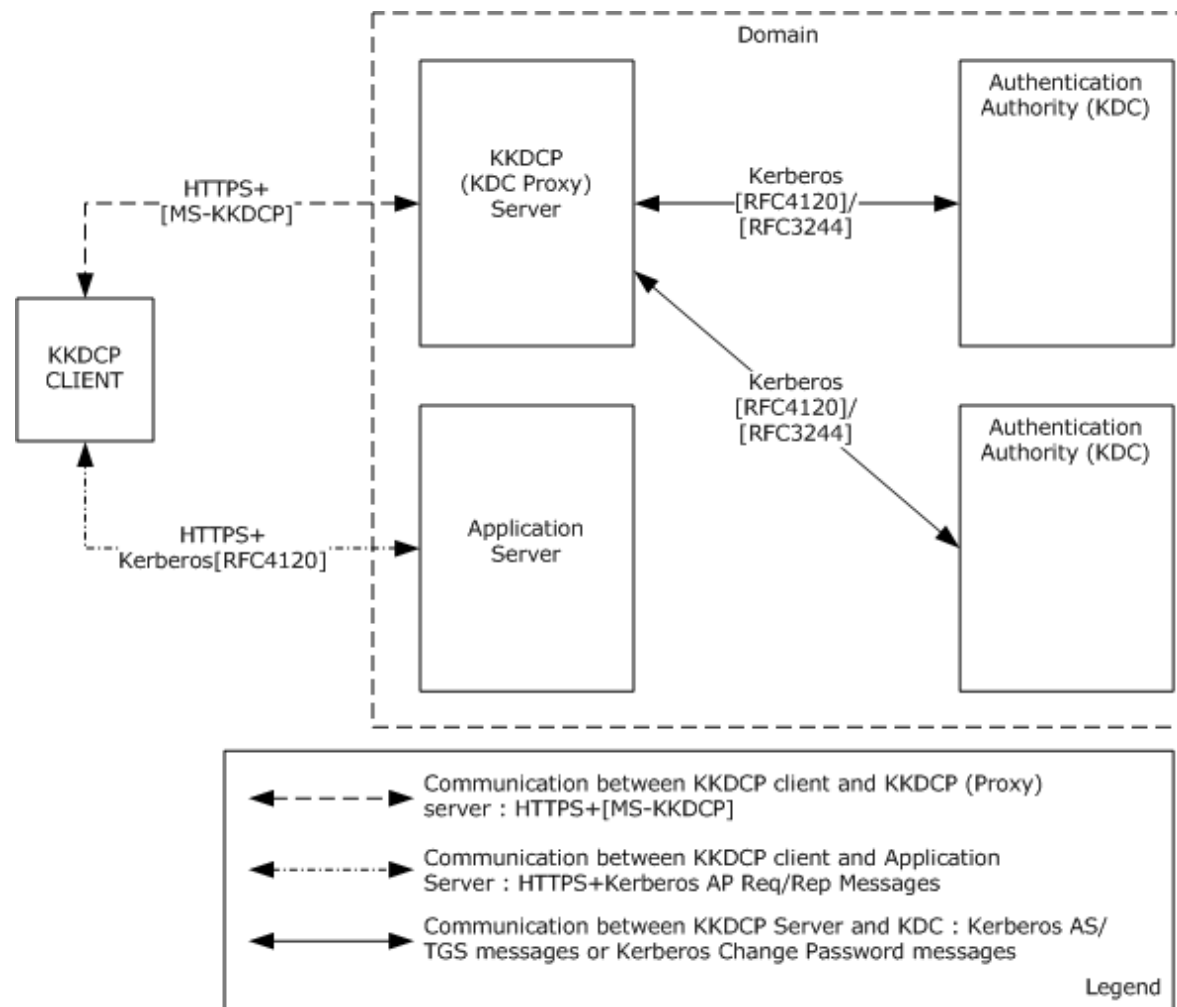 Domain
KKDCP
(KDC Proxy)
Server
Authentication
Authority (KDC)
HTTPS+
[MS-KKDCP]
Kerberos
[RFC4120]/
[RFC3244]
KKDCP
CLIENT
Kerberos
[RFC4120]/
[RFC3244]
Authentication
Authority (KDC)
HTTPS+
Kerberos[RFC4120]
Application
Server
Communication between KKDCP client and KKDCP (Proxy)
server : HTTPS+[MS-KKDCP]
Communication between KKDCP client and Application
Server : HTTPS+Kerberos AP Req/Rep Messages
Communication between KKDCP Server and KDC : Kerberos AS/
TGS messages or Kerberos Change Password messages
Legend